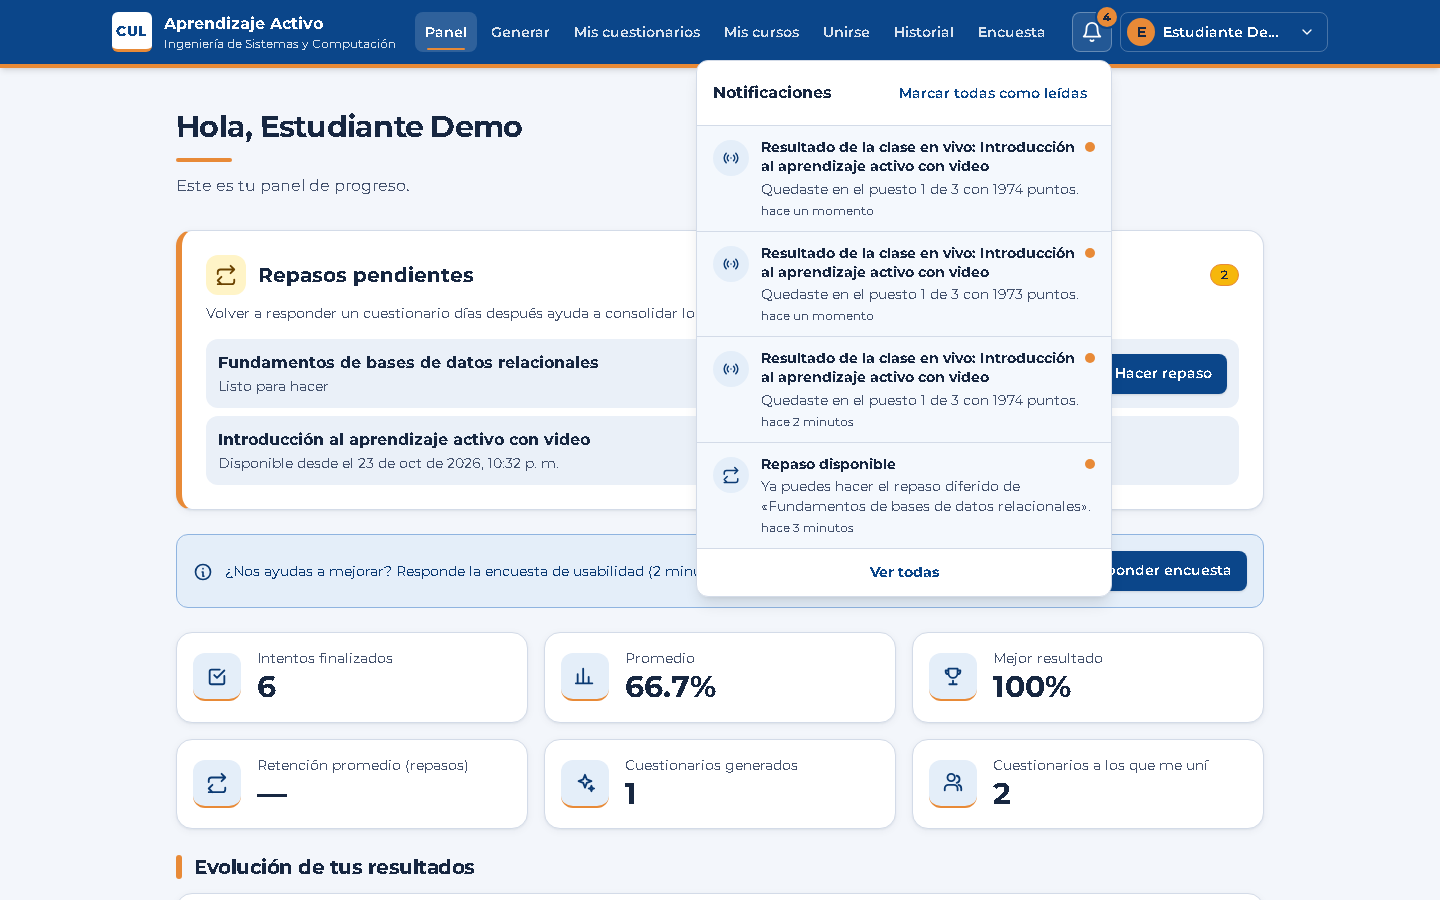 CUL
Aprendizaje Activo
Ingeniería de Sistemas y Computación
Panel
Generar
Mis cuestionarios
Mis cursos
Unirse
Historial
Encuesta
4
E
Estudiante De...
Hola, Estudiante Demo
Este es tu panel de progreso.
Notificaciones
Marcar todas como leídas
Resultado de la clase en vivo: Introducción
al aprendizaje activo con video
Quedaste en el puesto 1 de 3 con 1974 puntos.
hace un momento
Resultado de la clase en vivo: Introducción
al aprendizaje activo con video
Quedaste en el puesto 1 de 3 con 1973 puntos.
hace un momento
Resultado de la clase en vivo: Introducción
al aprendizaje activo con video
Quedaste en el puesto 1 de 3 con 1974 puntos.
hace 2 minutos
Repaso disponible
Ya puedes hacer el repaso diferido de
«Fundamentos de bases de datos relacionales».
hace 3 minutos
Ver todas
Repasos pendientes
2
Volver a responder un cuestionario días después ayuda a consolidar lo
Fundamentos de bases de datos relacionales
Listo para hacer
Hacer repaso
Introducción al aprendizaje activo con video
Disponible desde el 23 de oct de 2026, 10:32 p. m.
¿Nos ayudas a mejorar? Responde la encuesta de usabilidad (2 minu
ponder encuesta
Intentos finalizados
6
Promedio
66.7%
Mejor resultado
100%
Retención promedio (repasos)
—
Cuestionarios generados
1
Cuestionarios a los que me uní
2
Evolución de tus resultados